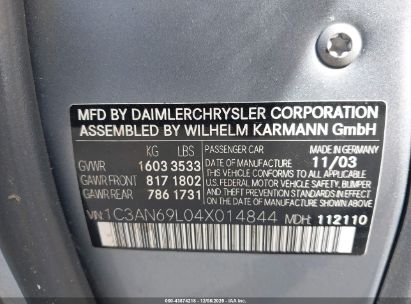 MFD BY DAIMLERCHRYSLER CORPORATION
ASSEMBLED BY WILHELM KARMANN GmbH
KG LBS PASSENGER CAR MADE IN GERMANY
GVWR 1603 3533 DATE OF MANUFACTURE 11/03
GAWR FRONT 817 1802 THIS VEHICLE CONFORMS TO ALL APPLICABLE
GAWR REAR 786 1731 U.S. FEDERAL MOTOR VEHICLE SAFETY, BUMPER
AND THEFT PREVENTION STANDARDS IN EFFECT
ON THE DATE OF MANUFACTURE SHOWN ABOVE
VIN: 1C3AN69L04X014844 MDH: 112110